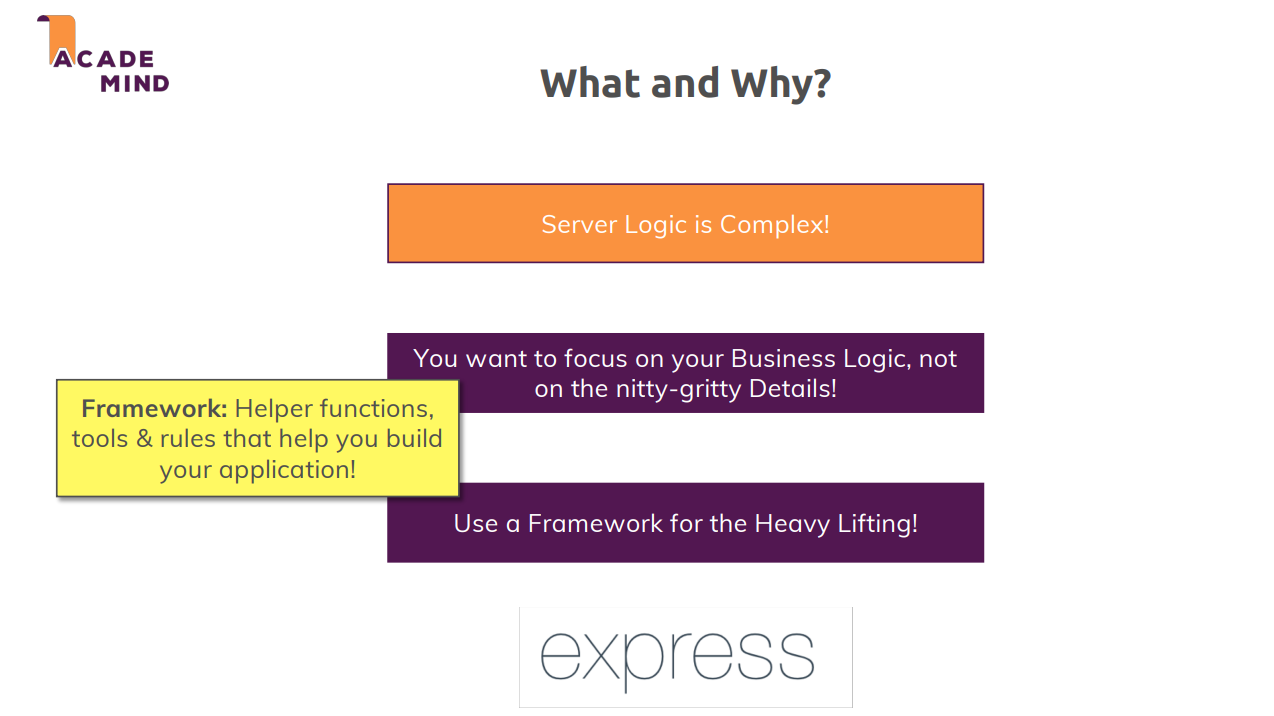 ACADE
MIND
What and Why?
Server Logic is Complex!
You want to focus on your Business Logic, not
on the nitty-gritty Details!
Framework: Helper functions,
tools & rules that help you build
your application!
Use a Framework for the Heavy Lifting!
express